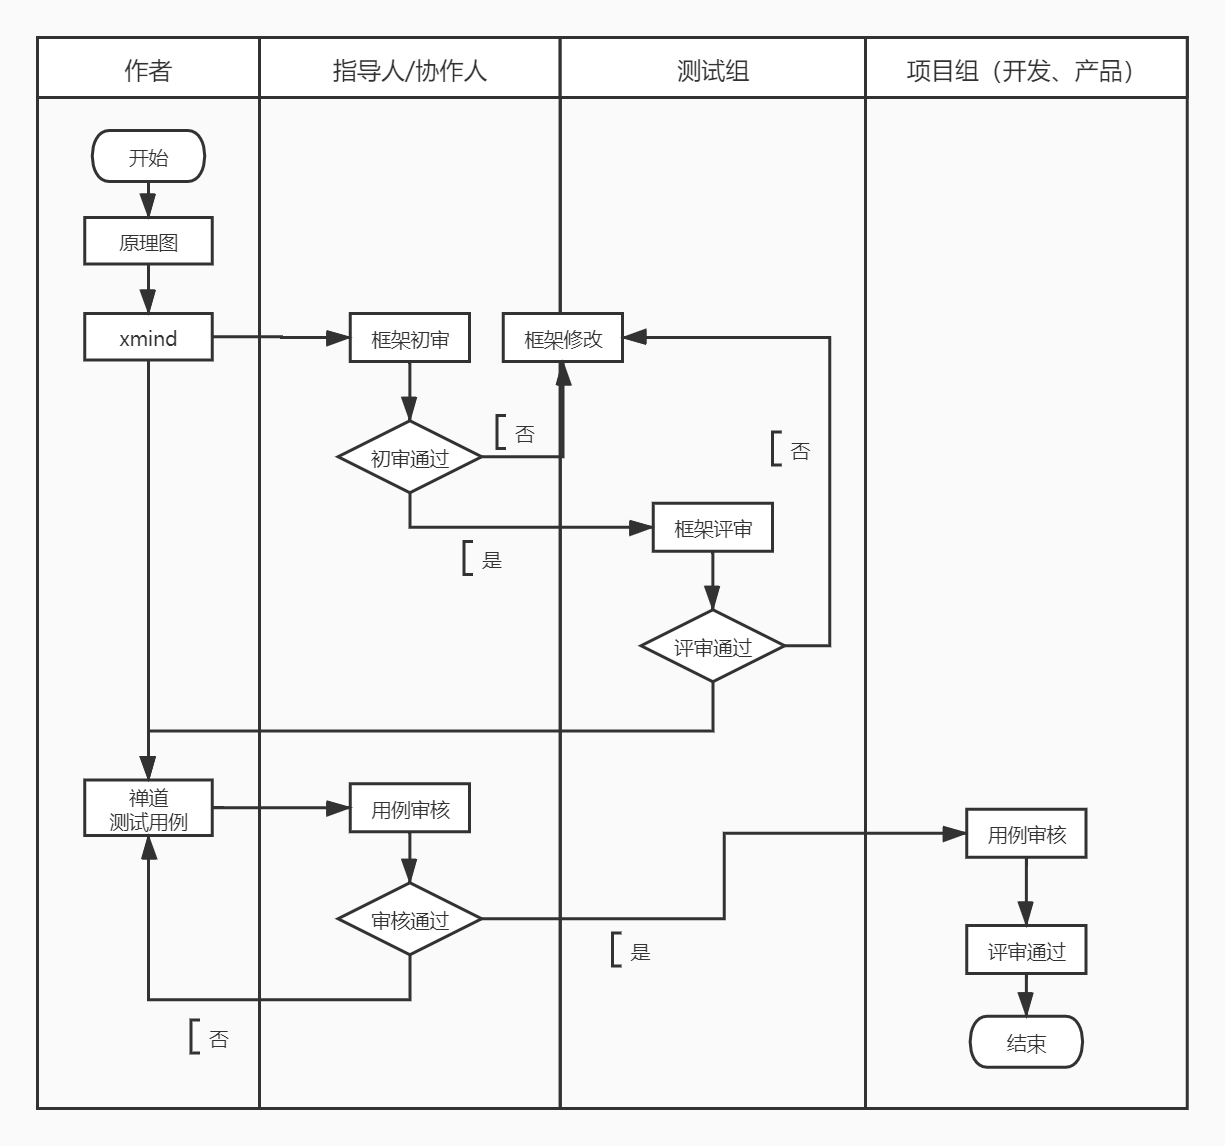 作者
指导人/协作人
测试组
项目组（开发、产品）
开始
原理图
xmind
框架初审
框架修改
初审通过
否
否
框架评审
是
评审通过
禅道
测试用例
用例审核
用例审核
审核通过
是
评审通过
否
结束